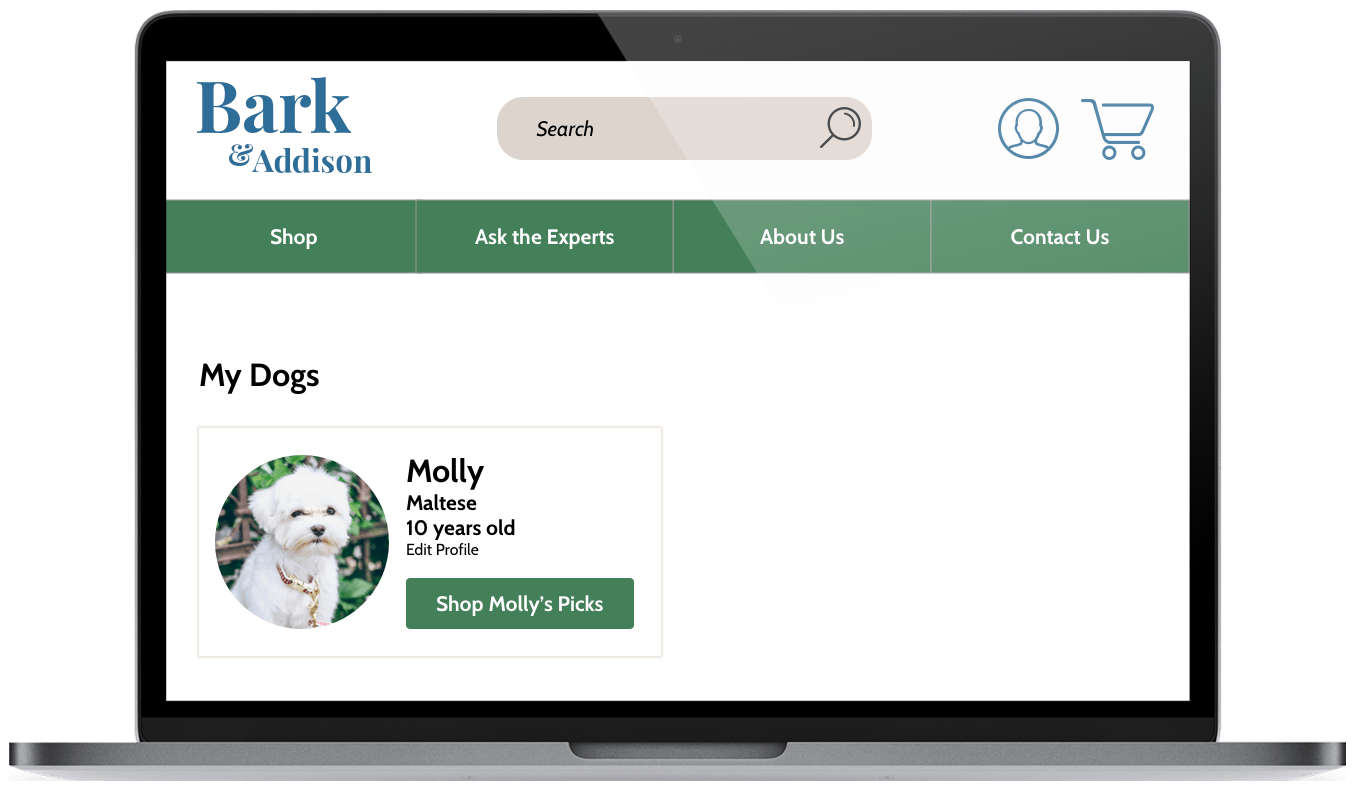 Bark
&Addison
Search
Shop
Ask the Experts
About Us
Contact Us
My Dogs
Molly
Maltese
10 years old
Edit Profile
Shop Molly’s Picks